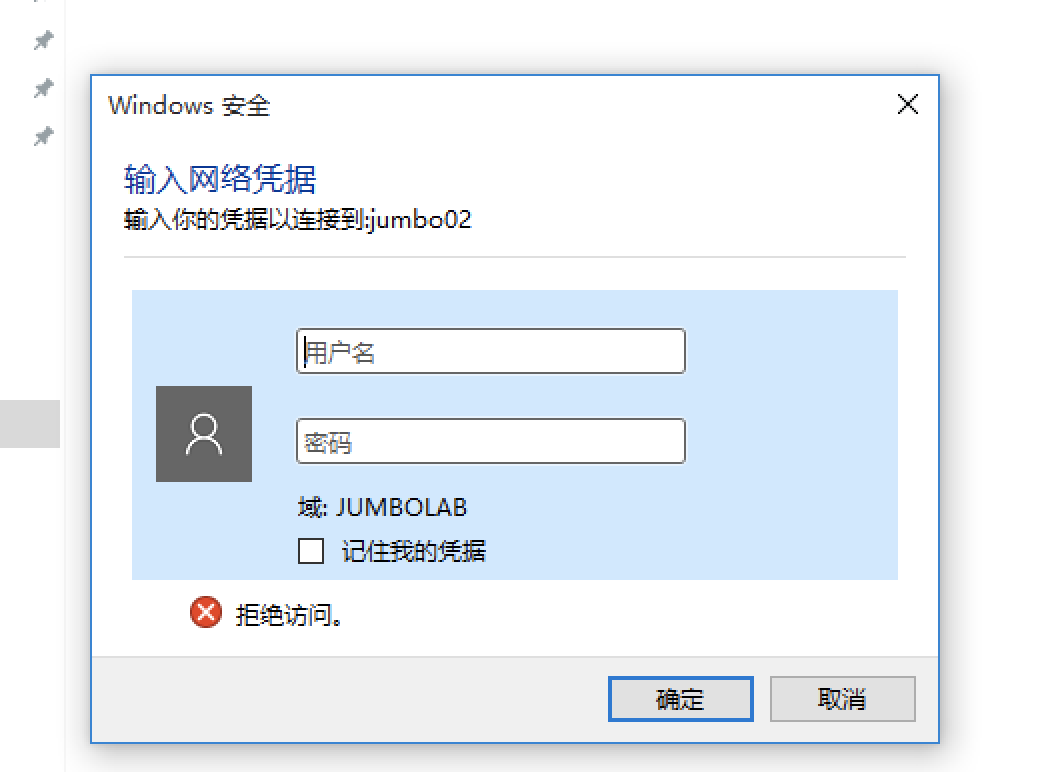 Windows 安全
输入网络凭据
输入你的凭据以连接到:jumbo02
用户名
密码
域: JUMBOLAB
记住我的凭据
拒绝访问。
确定
取消